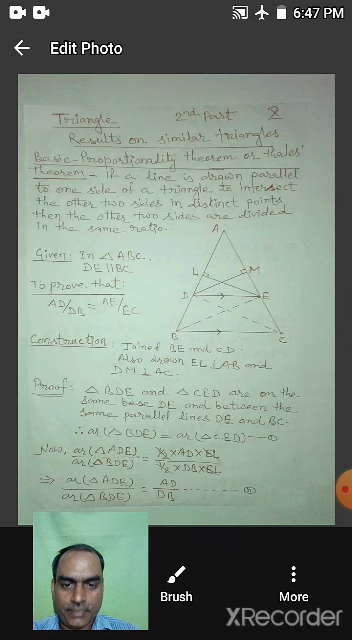 6:47 PM
Edit Photo
Triangle 2nd Part X
Results on similar triangles
Basic-Proportionality theorem or Thales'
theorem - If a line is drawn parallel
to one side of a triangle to intersect
the other two sides in distinct points
then the other two sides are divided
in the same ratio.
A
Given: In △ABC,
DE||BC
L M
To prove that:
AD/DB = AE/EC
D E
B C
Construction: Joined BE and CD.
Also drawn EL⊥AB and
DM⊥AC.
Proof: △BDE and △CED are on the
same base DE and between the
same parallel lines DE and BC.
∴ ar(△BDE) = ar(△CED) — ①
Now, ar(△ADE)/ar(△BDE) = ½×AD×EL/½×DB×EL
⇒ ar(△ADE)/ar(△BDE) = AD/DB -------- ②
Brush
More
XRecorder